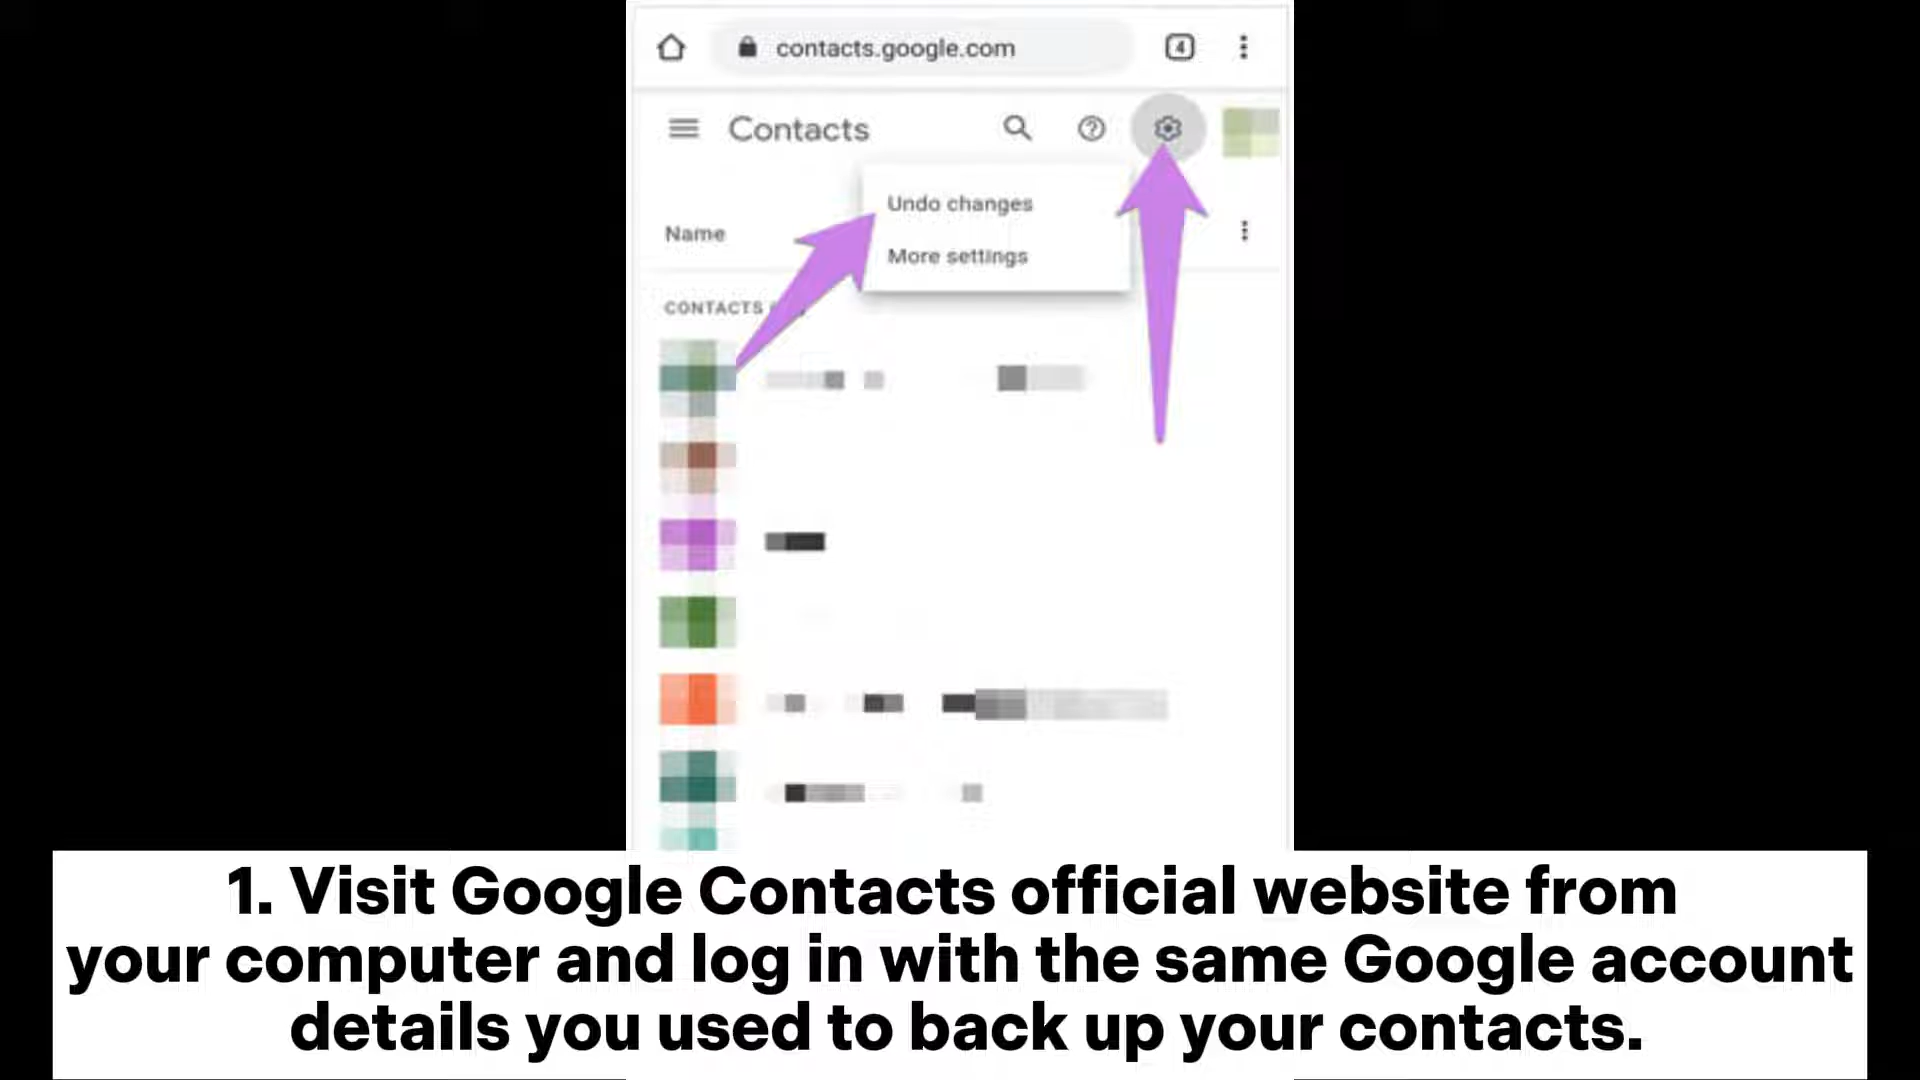 contacts.google.com
4
Contacts
Undo changes
Name
More settings
CONTACTS
1. Visit Google Contacts official website from
your computer and log in with the same Google account
details you used to back up your contacts.